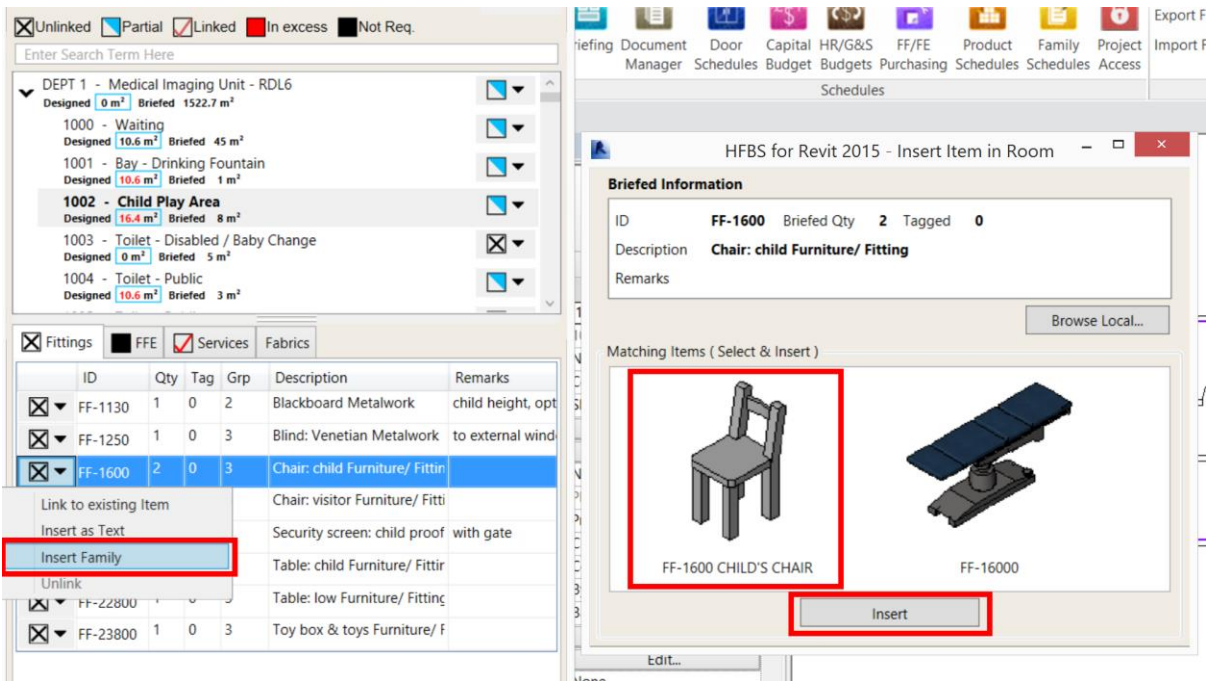 Unlinked Partial Linked In excess Not Req.
Enter Search Term Here
DEPT 1 - Medical Imaging Unit - RDL6
Designed 0 m² Briefed 1522.7 m²
1000 - Waiting
Designed 10.6 m² Briefed 45 m²
1001 - Bay - Drinking Fountain
Designed 10.6 m² Briefed 1 m²
1002 - Child Play Area
Designed 16.4 m² Briefed 8 m²
1003 - Toilet - Disabled / Baby Change
Designed 0 m² Briefed 5 m²
1004 - Toilet - Public
Designed 10.6 m² Briefed 3 m²
Fittings FFE Services Fabrics
ID Qty Tag Grp Description Remarks
FF-1130 1 0 2 Blackboard Metalwork child height, opt
FF-1250 1 0 3 Blind: Venetian Metalwork to external wind
FF-1600 2 0 3 Chair: child Furniture/ Fittin
Link to existing Item
Chair: visitor Furniture/ Fitti
Insert as Text
Security screen: child proof with gate
Insert Family
Table: child Furniture/ Fittir
Unlink
FF-22800 Table: low Furniture/ Fitting
FF-23800 1 0 3 Toy box & toys Furniture/ F
iefing Document Manager
Door Schedules
Capital Budget
HR/G&S Budgets
FF/FE Purchasing
Product Schedules
Family Schedules
Project Access
Export F
Import F
Schedules
HFBS for Revit 2015 - Insert Item in Room
Briefed Information
ID FF-1600 Briefed Qty 2 Tagged 0
Description Chair: child Furniture/ Fitting
Remarks
Browse Local...
Matching Items ( Select & Insert )
FF-1600 CHILD'S CHAIR
FF-16000
Insert
Edit...